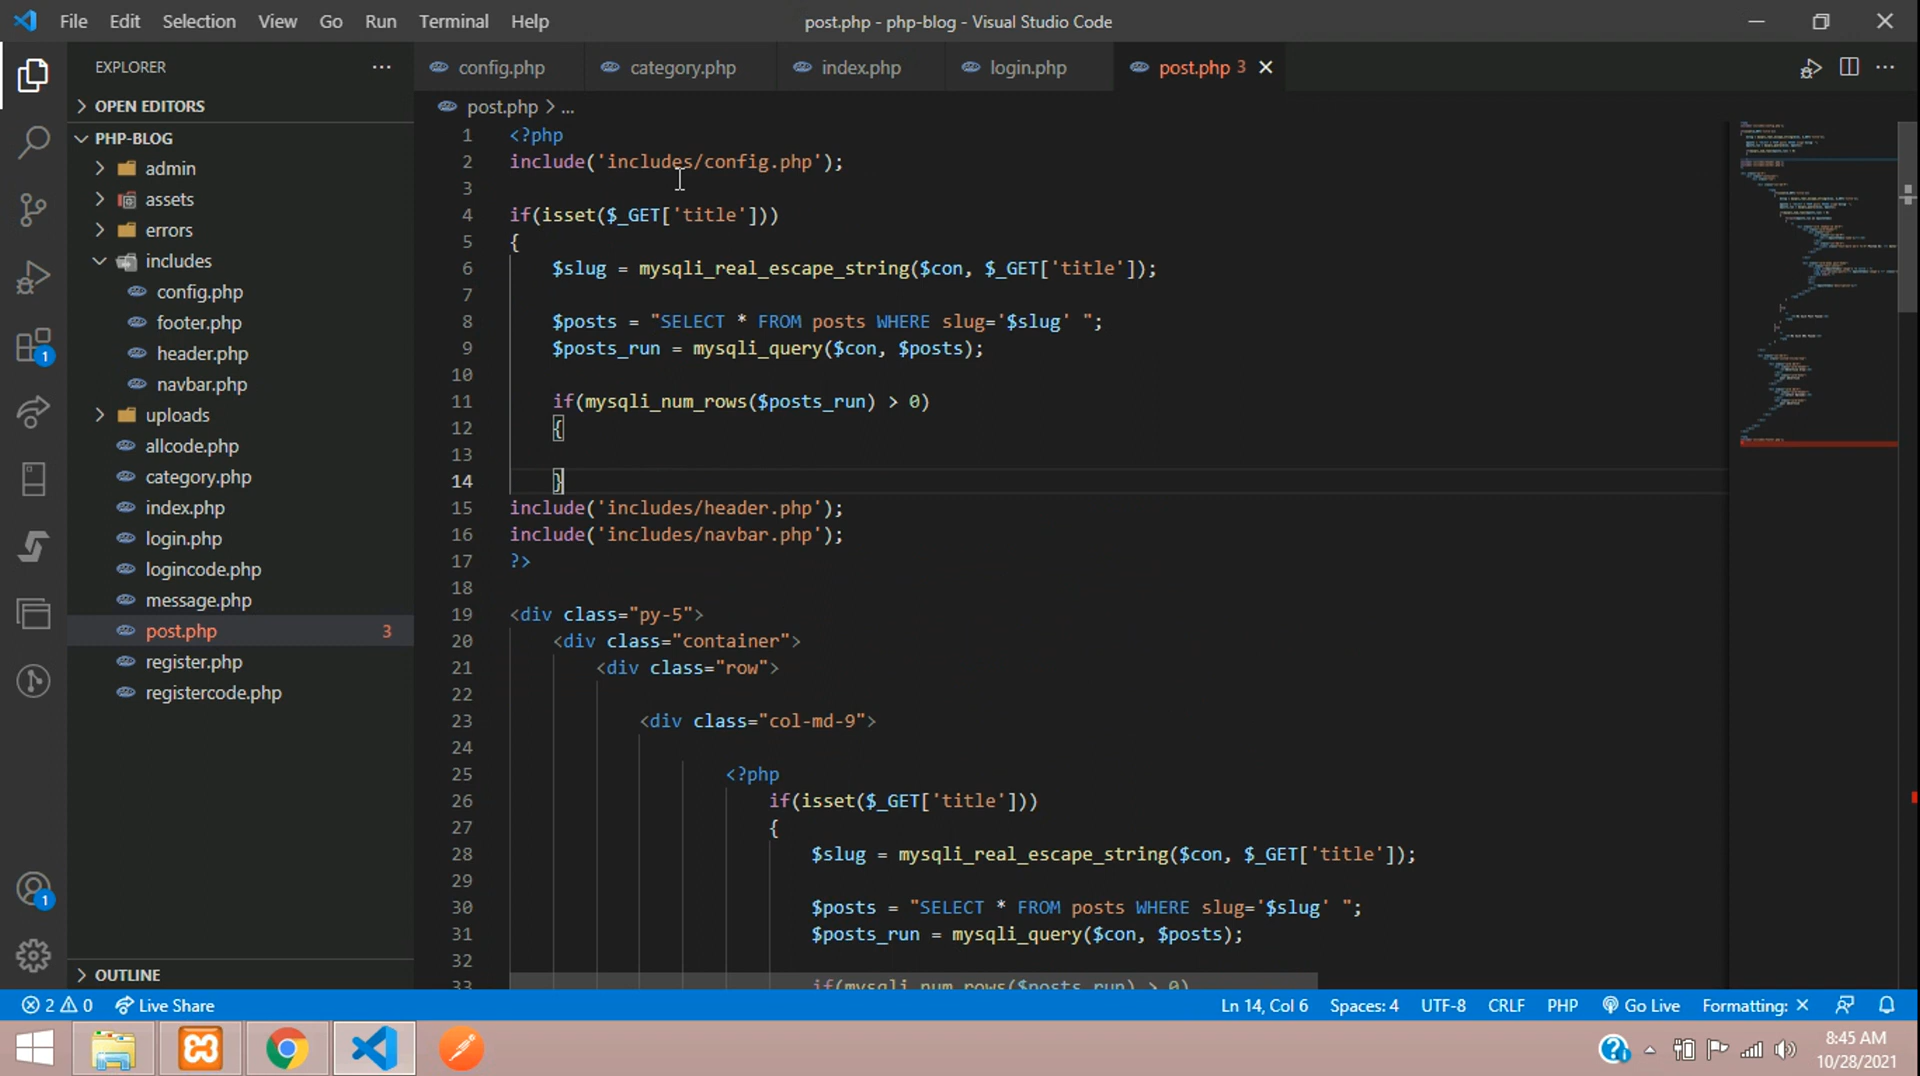 File Edit Selection View Go Run Terminal Help
post.php - php-blog - Visual Studio Code
EXPLORER
OPEN EDITORS
PHP-BLOG
admin
assets
errors
includes
config.php
footer.php
header.php
navbar.php
uploads
allcode.php
category.php
index.php
login.php
logincode.php
message.php
post.php 3
register.php
registercode.php
OUTLINE
config.php category.php index.php login.php post.php 3
post.php > ...
1 <?php
2 include('includes/config.php');
3
4 if(isset($_GET['title']))
5 {
6 $slug = mysqli_real_escape_string($con, $_GET['title']);
7
8 $posts = "SELECT * FROM posts WHERE slug='$slug' ";
9 $posts_run = mysqli_query($con, $posts);
10
11 if(mysqli_num_rows($posts_run) > 0)
12 {
13
14 }
15 include('includes/header.php');
16 include('includes/navbar.php');
17 ?>
18
19 <div class="py-5">
20 <div class="container">
21 <div class="row">
22
23 <div class="col-md-9">
24
25 <?php
26 if(isset($_GET['title']))
27 {
28 $slug = mysqli_real_escape_string($con, $_GET['title']);
29
30 $posts = "SELECT * FROM posts WHERE slug='$slug' ";
31 $posts_run = mysqli_query($con, $posts);
32
33 if(mysqli_num_rows($posts_run) > 0)
1
1
2 0 Live Share
Ln 14, Col 6 Spaces: 4 UTF-8 CRLF PHP Go Live Formatting: ×
8:45 AM
10/28/2021